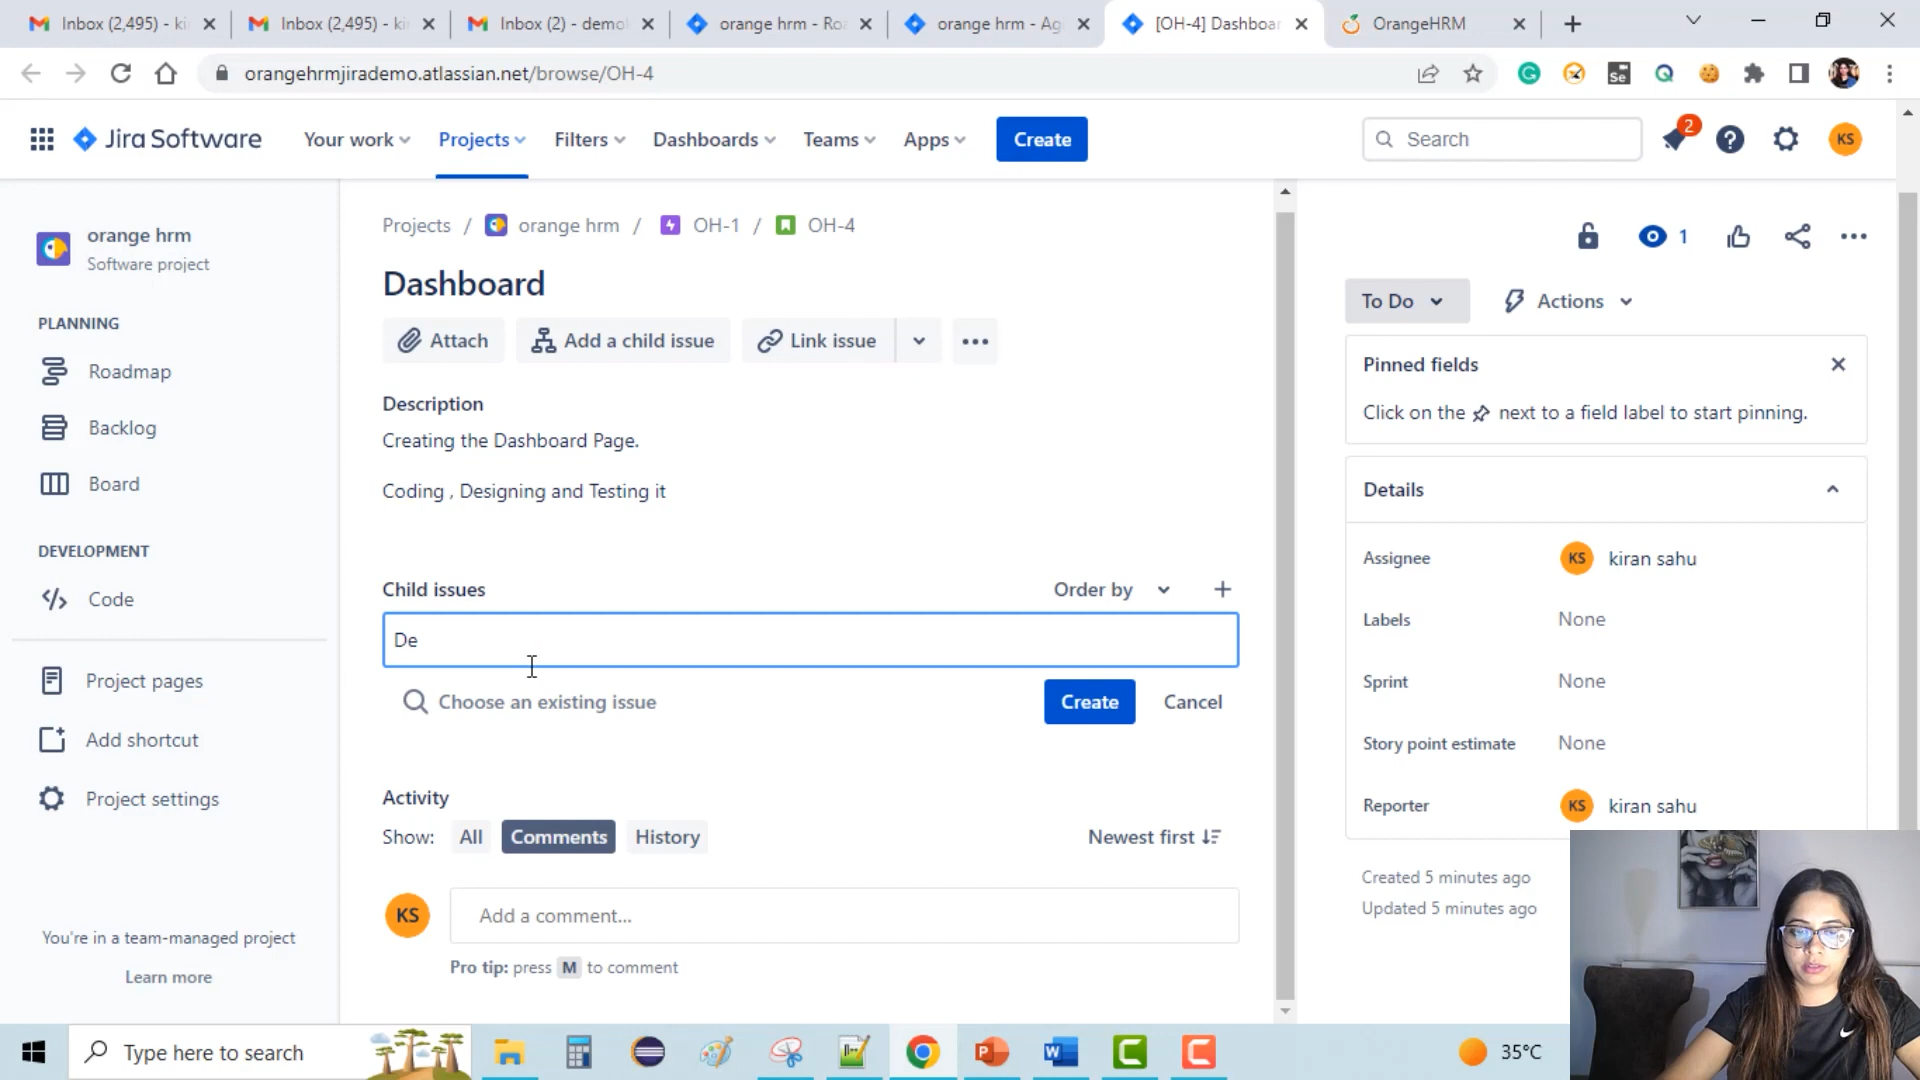 Inbox (2,495) - ki
Inbox (2,495) - ki
Inbox (2) - demo
orange hrm - Roa
orange hrm - Ag
[OH-4] Dashboar
OrangeHRM
orangehrmjirademo.atlassian.net/browse/OH-4
Se
Jira Software
Your work
Projects
Filters
Dashboards
Teams
Apps
Create
Search
2
KS
orange hrm
Software project
PLANNING
Roadmap
Backlog
Board
DEVELOPMENT
Code
Project pages
Add shortcut
Project settings
You're in a team-managed project
Learn more
Projects / orange hrm / OH-1 / OH-4
Dashboard
Attach
Add a child issue
Link issue
Description
Creating the Dashboard Page.
Coding , Designing and Testing it
Child issues
Order by
De
Choose an existing issue
Create
Cancel
Activity
Show: All Comments History
Newest first
KS
Add a comment...
Pro tip: press M to comment
1
To Do
Actions
Pinned fields
Click on the next to a field label to start pinning.
Details
Assignee KS kiran sahu
Labels None
Sprint None
Story point estimate None
Reporter KS kiran sahu
Created 5 minutes ago
Updated 5 minutes ago
Type here to search
35°C